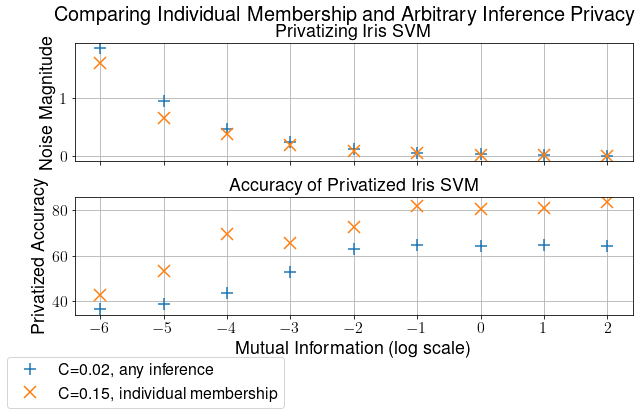 Comparing Individual Membership and Arbitrary Inference Privacy
Privatizing Iris SVM
Noise Magnitude
1
0
Accuracy of Privatized Iris SVM
Privatized Accuracy
80
60
40
−6 −5 −4 −3 −2 −1 0 1 2
Mutual Information (log scale)
C=0.02, any inference
C=0.15, individual membership